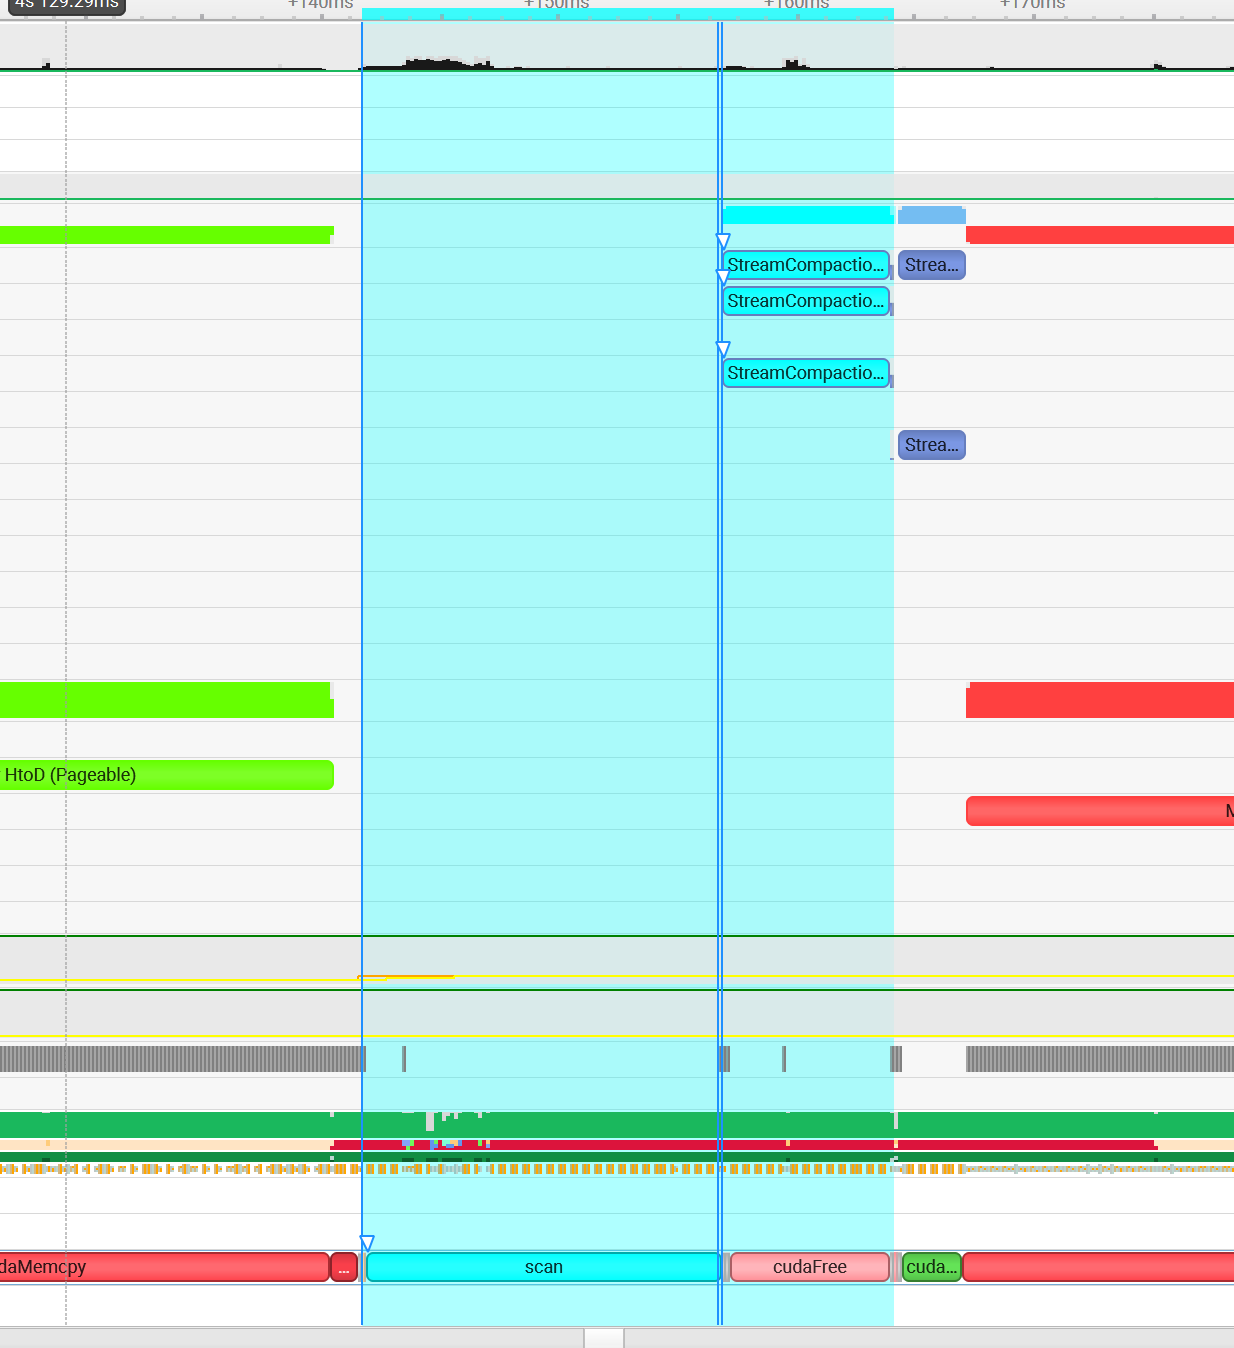 4s 129.29ms +140ms +150ms +160ms +170ms
StreamCompactio... Strea...
StreamCompactio...
StreamCompactio...
Strea...
HtoD (Pageable)
M
daMemcpy ... scan cudaFree cuda...